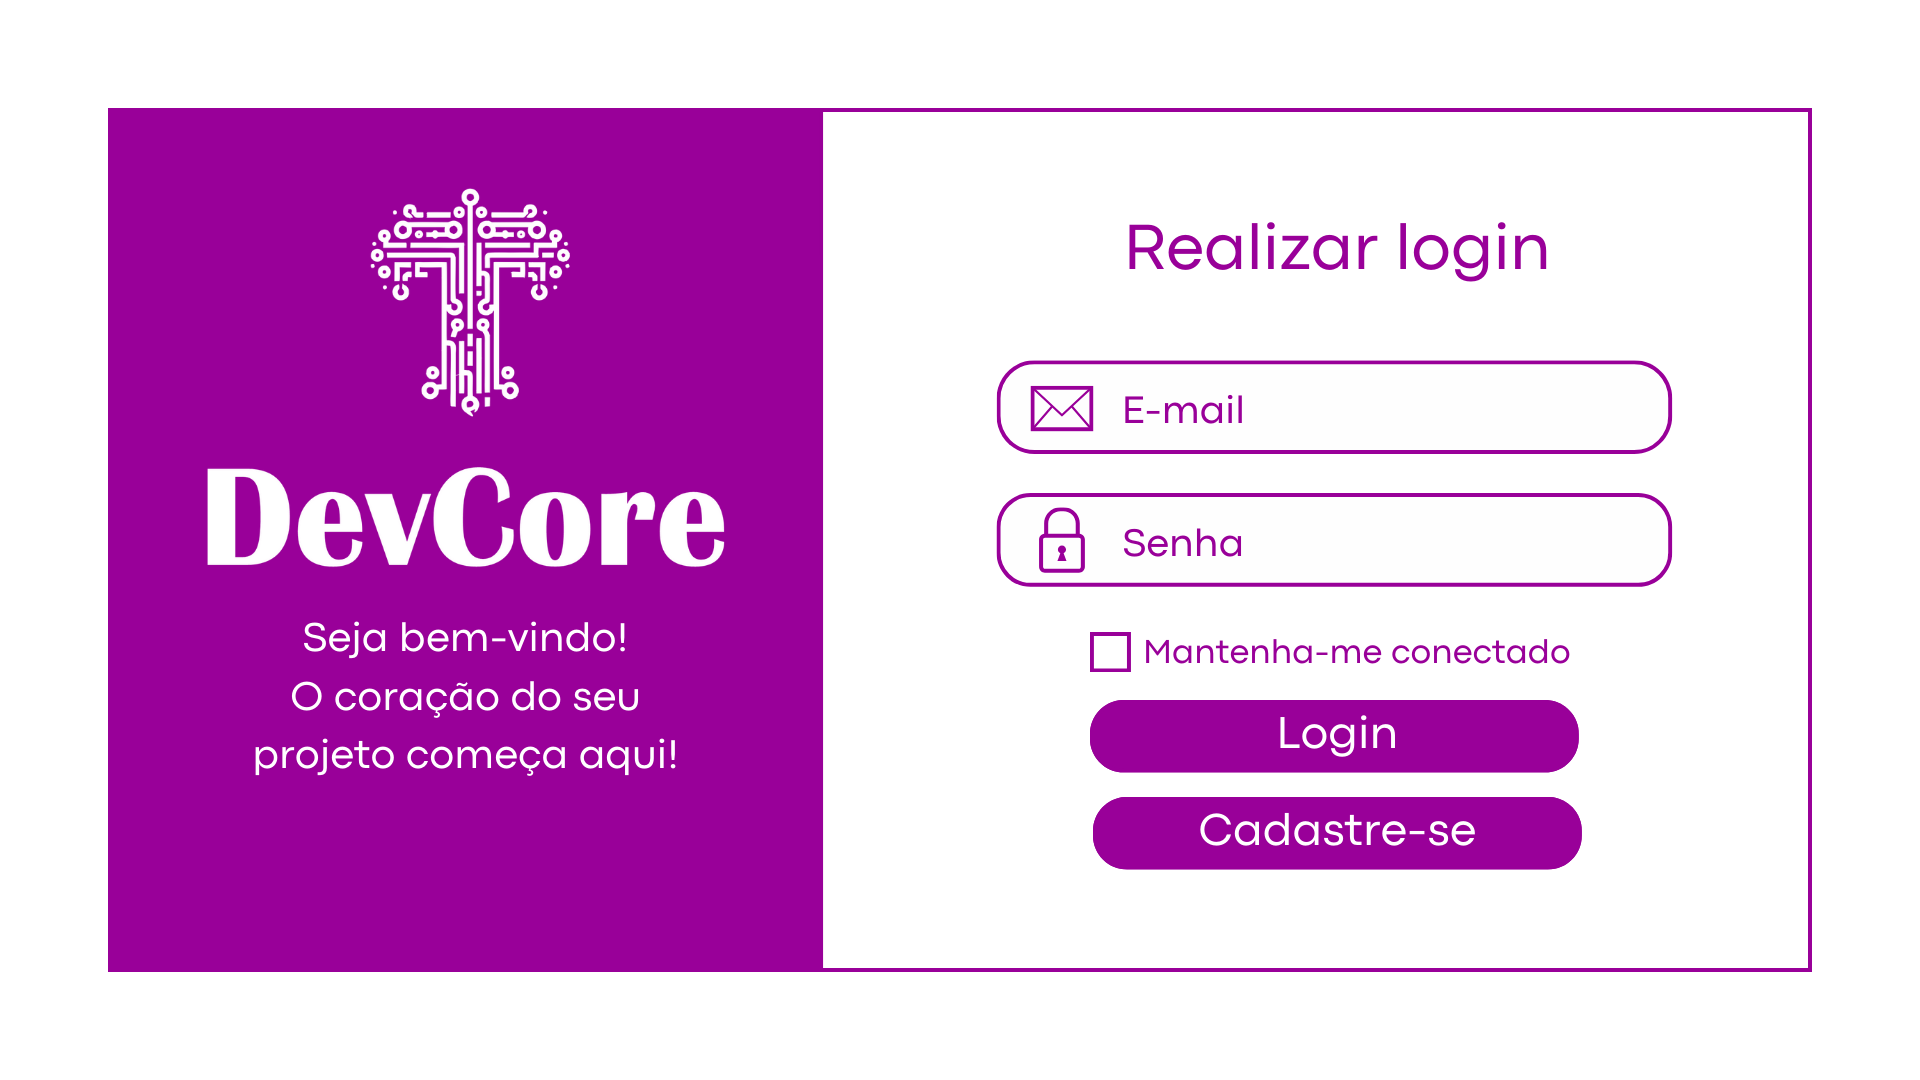 DevCore
Seja bem-vindo!
O coração do seu
projeto começa aqui!
Realizar login
E-mail
Senha
Mantenha-me conectado
Login
Cadastre-se